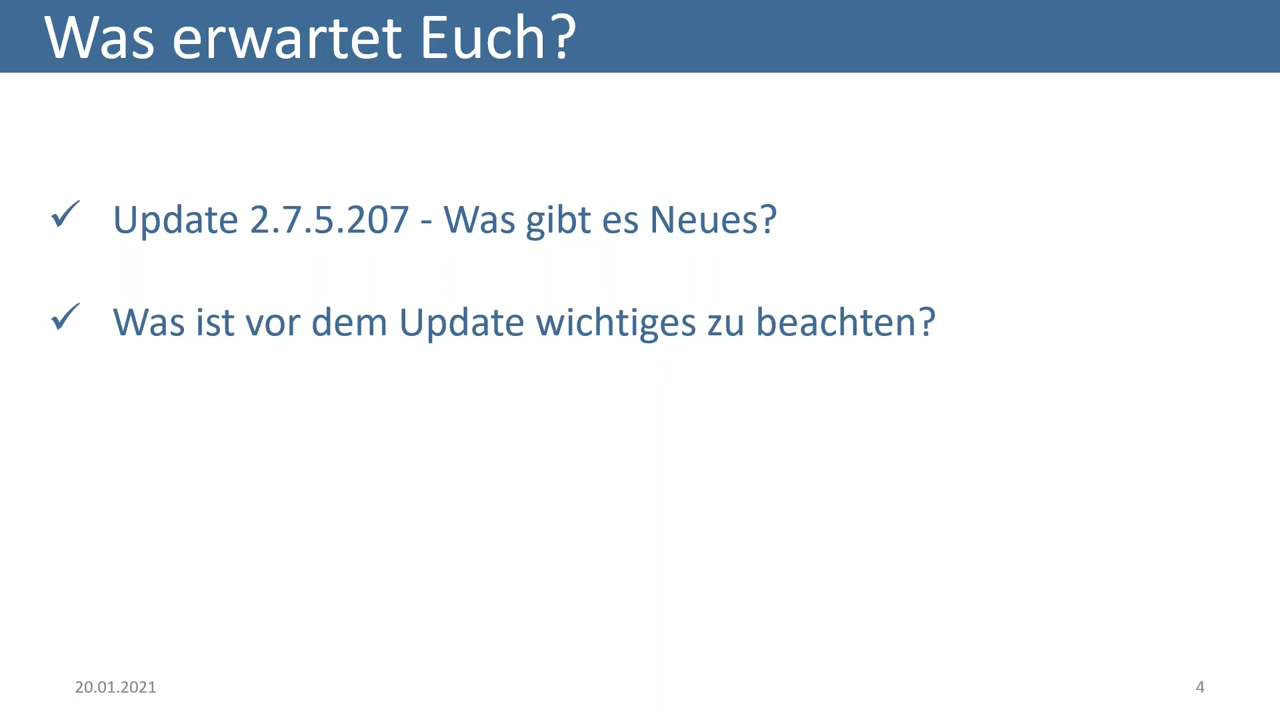 Was erwartet Euch?
✓ Update 2.7.5.207 - Was gibt es Neues?
✓ Was ist vor dem Update wichtiges zu beachten?
20.01.2021
4